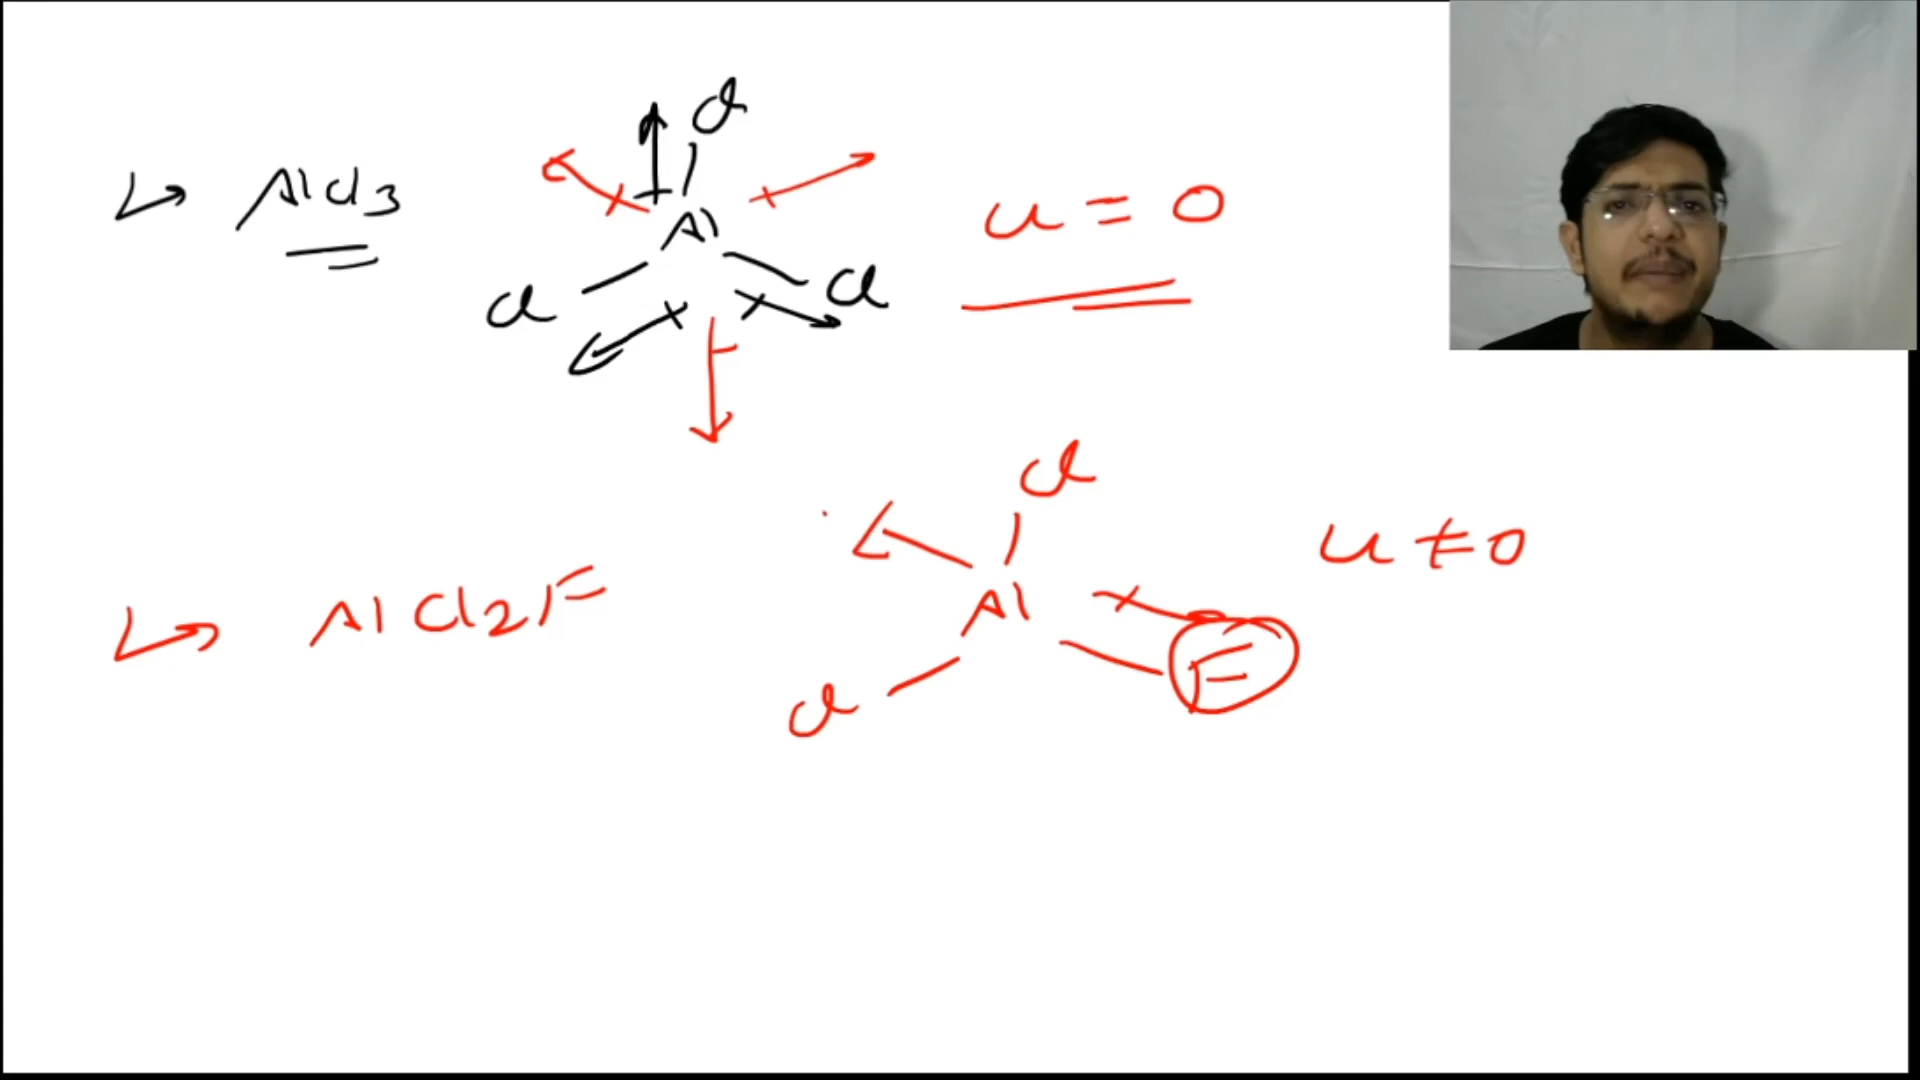 Cl
↳ AlCl3 Al u = 0
Cl Cl
Cl
u ≠ 0
↳ AlCl2F Al
Cl F